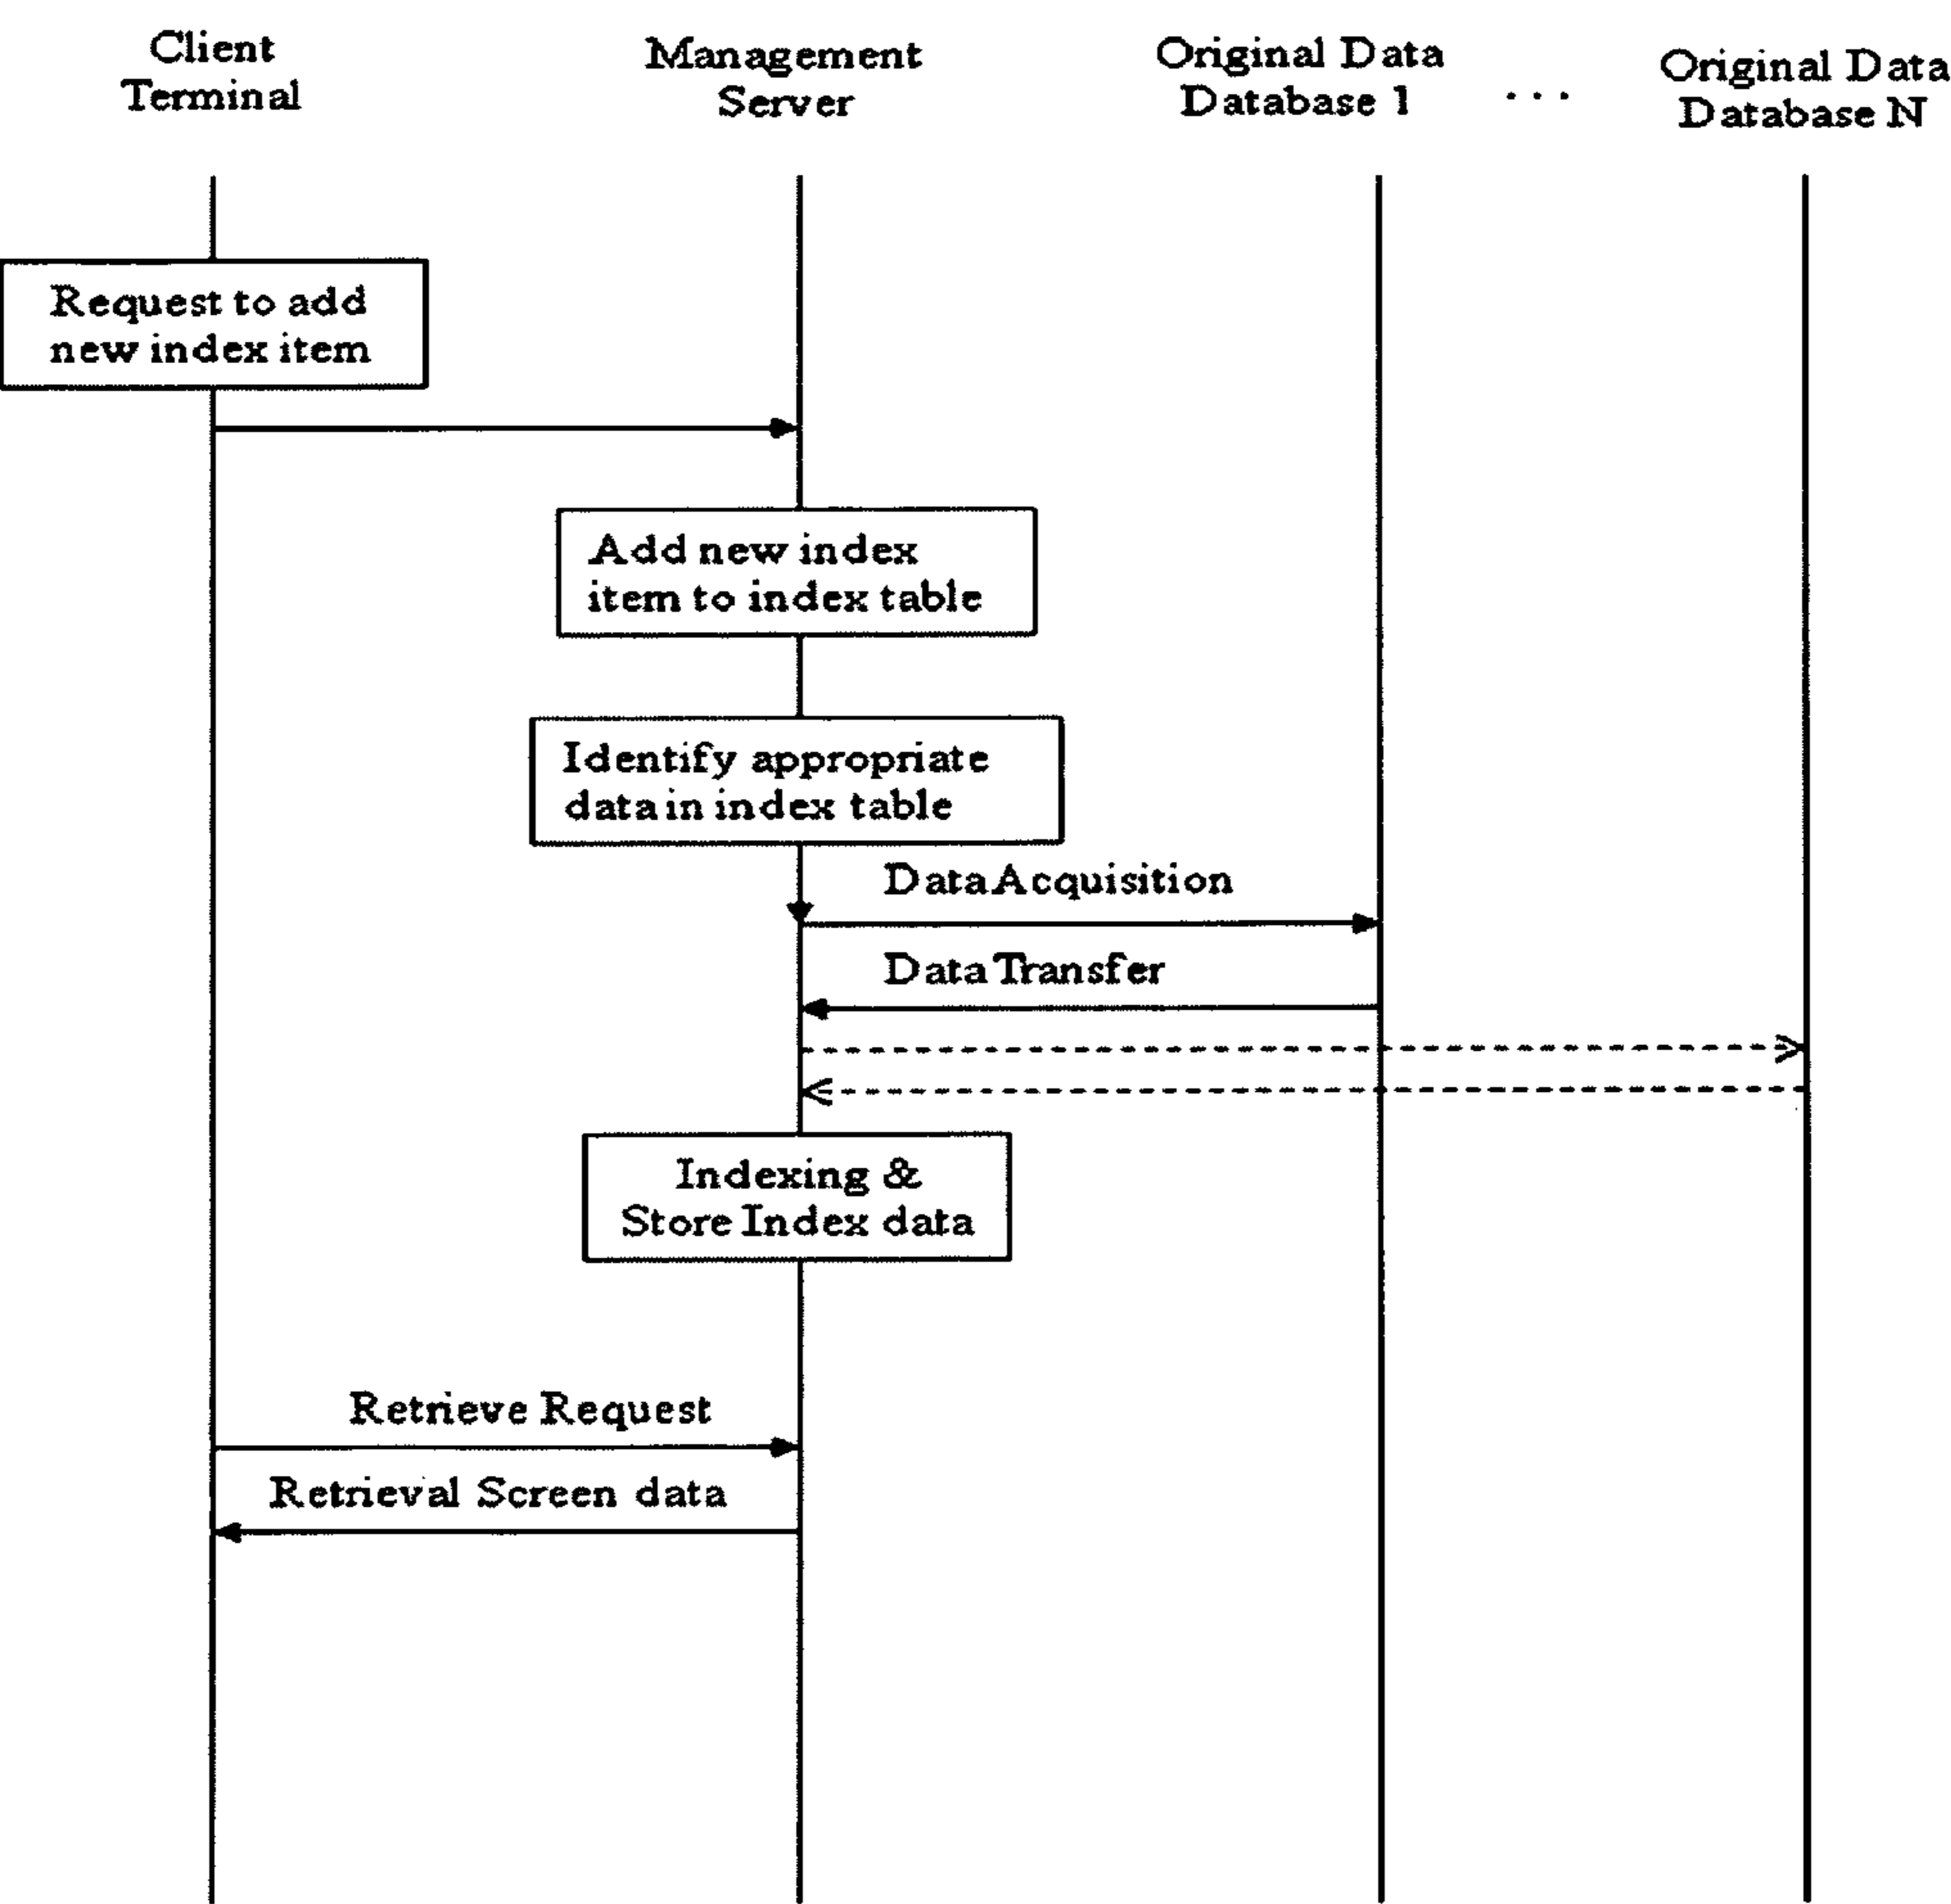 Client
Terminal
Management
Server
Original Data
Database 1
. . .
Original Data
Database N
Request to add
new index item
Add new index
item to index table
Identify appropriate
data in index table
Data Acquisition
Data Transfer
Indexing &
Store Index data
Retrieve Request
Retrieval Screen data